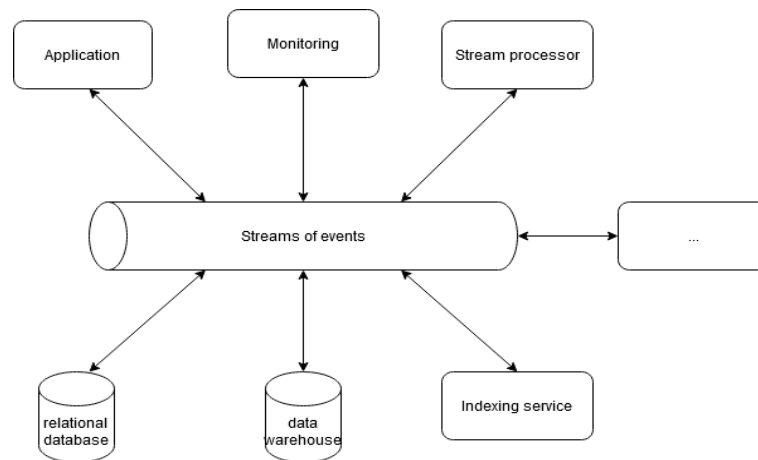 Application
Monitoring
Stream processor
Streams of events
...
relational
database
data
warehouse
Indexing service